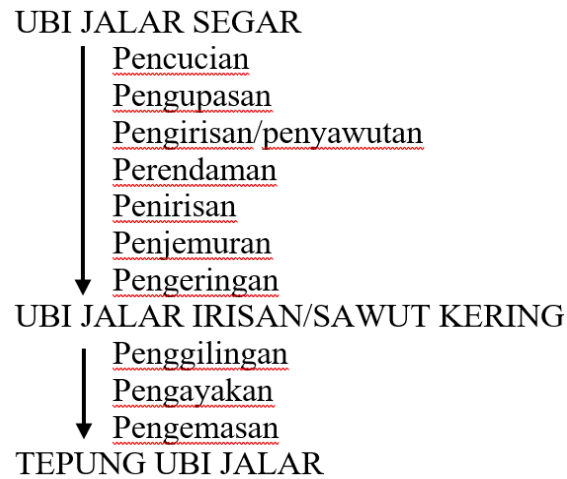 UBI JALAR SEGAR
Pencucian
Pengupasan
Pengirisan/penyawutan
Perendaman
Penirisan
Penjemuran
Pengeringan
UBI JALAR IRISAN/SAWUT KERING
Penggilingan
Pengayakan
Pengemasan
TEPUNG UBI JALAR